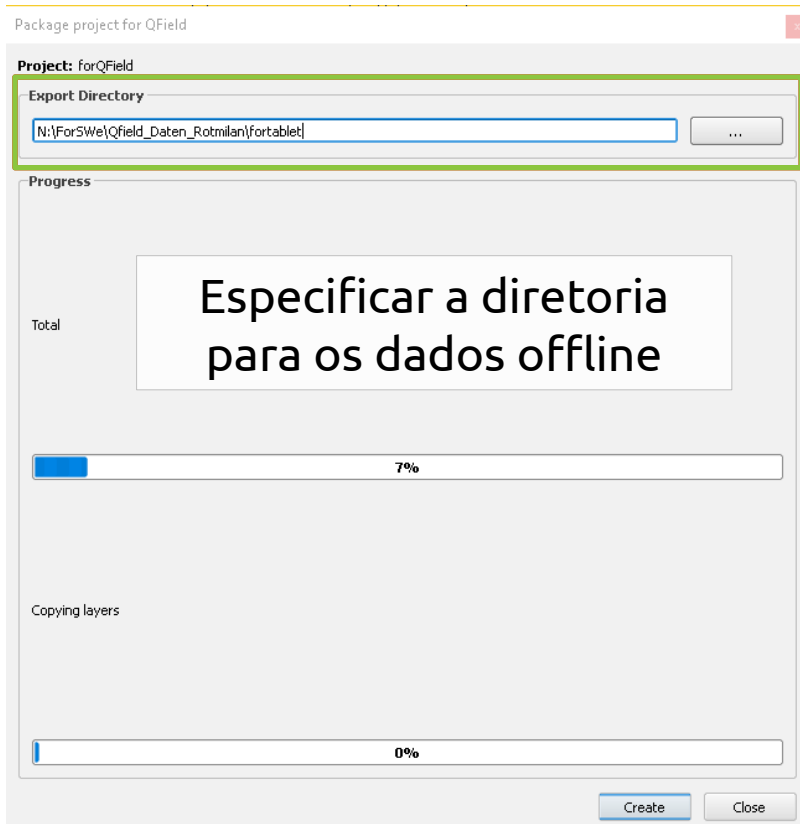 Package project for QField
Project: forQField
Export Directory
N:\ForSWe\Qfield_Daten_Rotmilan\fortablet
...
Progress
Especificar a diretoria
para os dados offline
Total
7%
Copying layers
0%
Create
Close